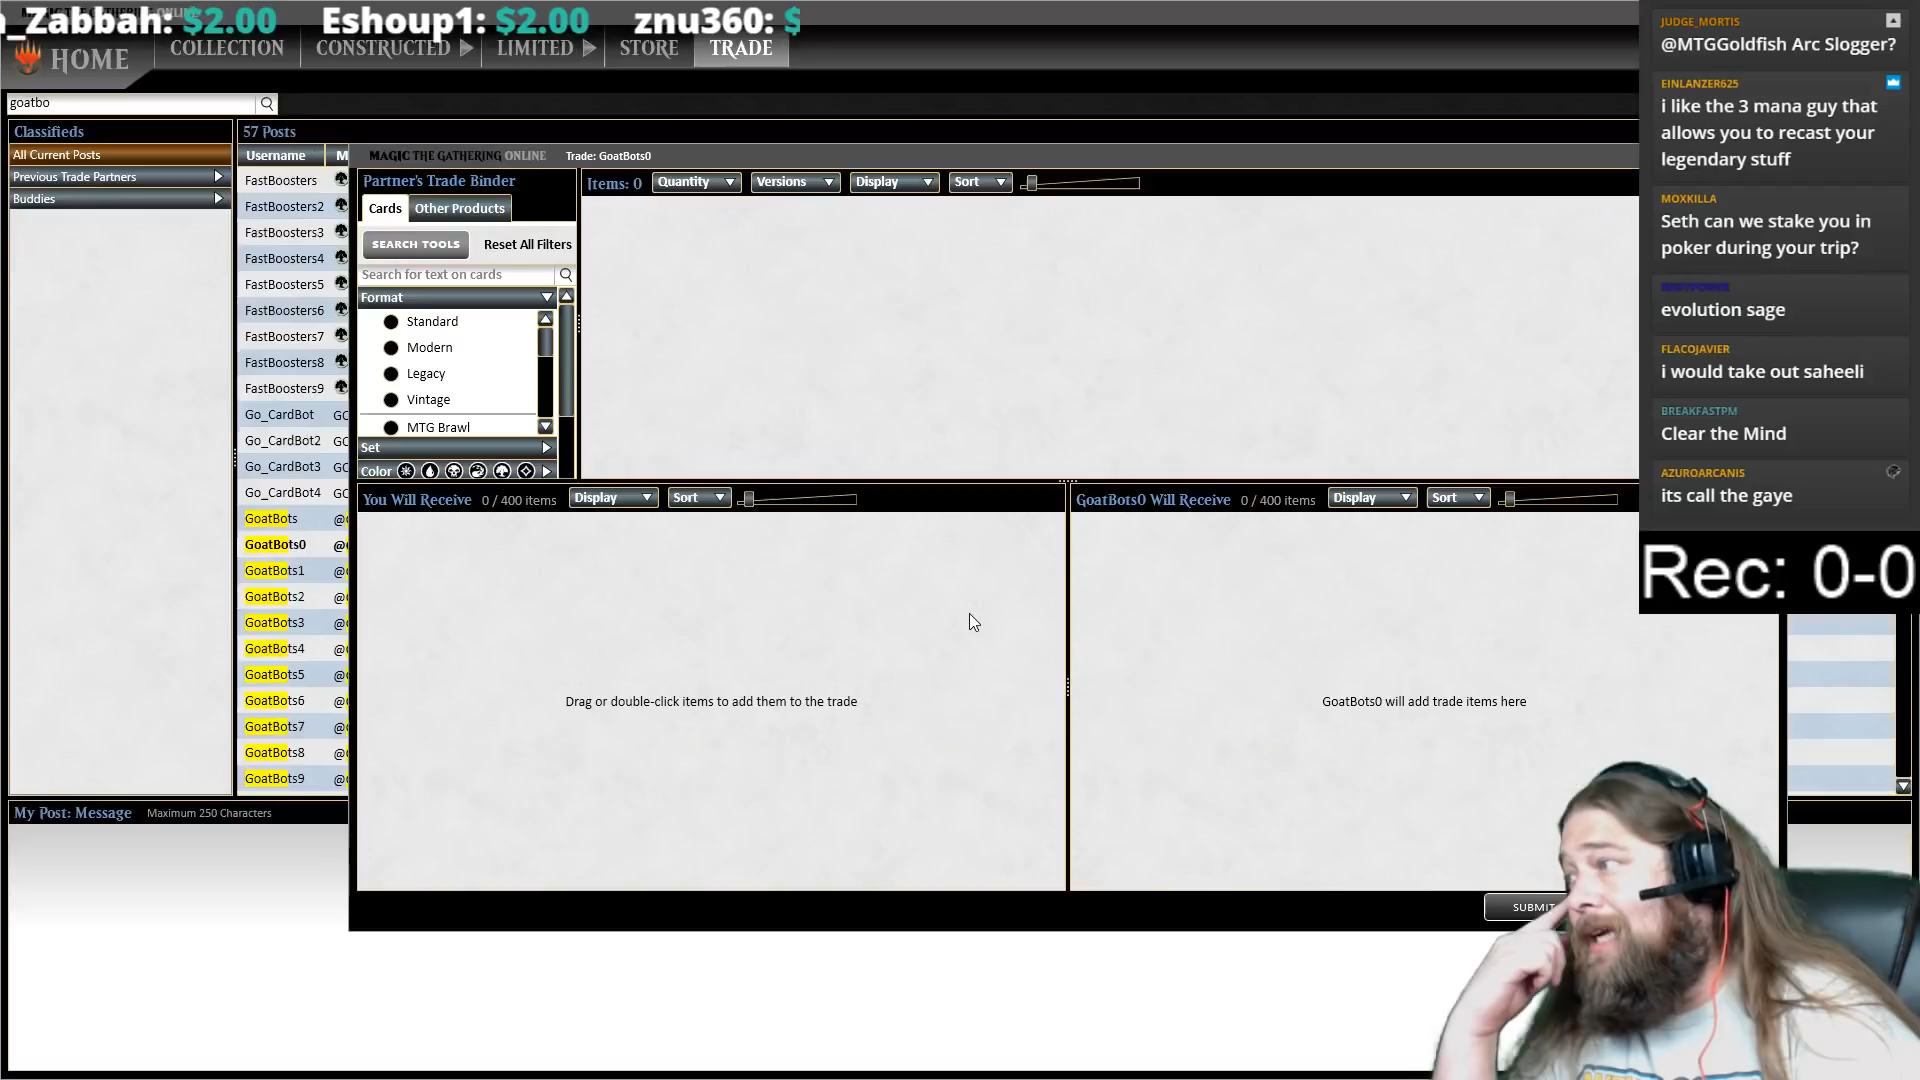 _Zabbah: $2.00 Eshoup1: $2.00 znu360: $
HOME
COLLECTION
CONSTRUCTED
LIMITED
STORE
TRADE
goatbo
Classifieds
All Current Posts
Previous Trade Partners
Buddies
57 Posts
Username
M
FastBoosters
FastBoosters2
FastBoosters3
FastBoosters4
FastBoosters5
FastBoosters6
FastBoosters7
FastBoosters8
FastBoosters9
Go_CardBot GO
Go_CardBot2 GO
Go_CardBot3 GO
Go_CardBot4 GO
GoatBots
GoatBots0
GoatBots1
GoatBots2
GoatBots3
GoatBots4
GoatBots5
GoatBots6
GoatBots7
GoatBots8
GoatBots9
MAGIC THE GATHERING ONLINE Trade: GoatBots0
Partner's Trade Binder
Cards
Other Products
SEARCH TOOLS
Reset All Filters
Search for text on cards
Format
Standard
Modern
Legacy
Vintage
MTG Brawl
Set
Color
Items: 0
Quantity
Versions
Display
Sort
You Will Receive 0 / 400 items
Display
Sort
Drag or double-click items to add them to the trade
GoatBots0 Will Receive 0 / 400 items
Display
Sort
GoatBots0 will add trade items here
SUBMIT
My Post: Message Maximum 250 Characters
JUDGE_MORTIS
@MTGGoldfish Arc Slogger?
EINLANZER625
i like the 3 mana guy that
allows you to recast your
legendary stuff
MOXKILLA
Seth can we stake you in
poker during your trip?
evolution sage
FLACOJAVIER
i would take out saheeli
BREAKFASTPM
Clear the Mind
AZUROARCANIS
its call the gaye
Rec: 0-0